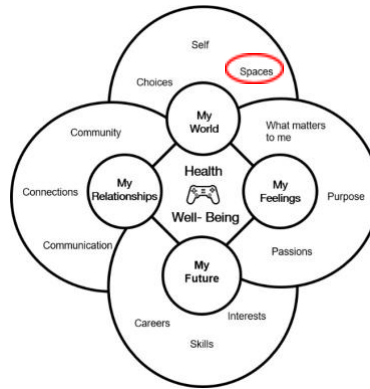 Self
Spaces
Choices
My
World
Community
What matters
to me
Health
My
Relationships
My
Feelings
Connections
Purpose
Well- Being
Communication
Passions
My
Future
Interests
Careers
Skills